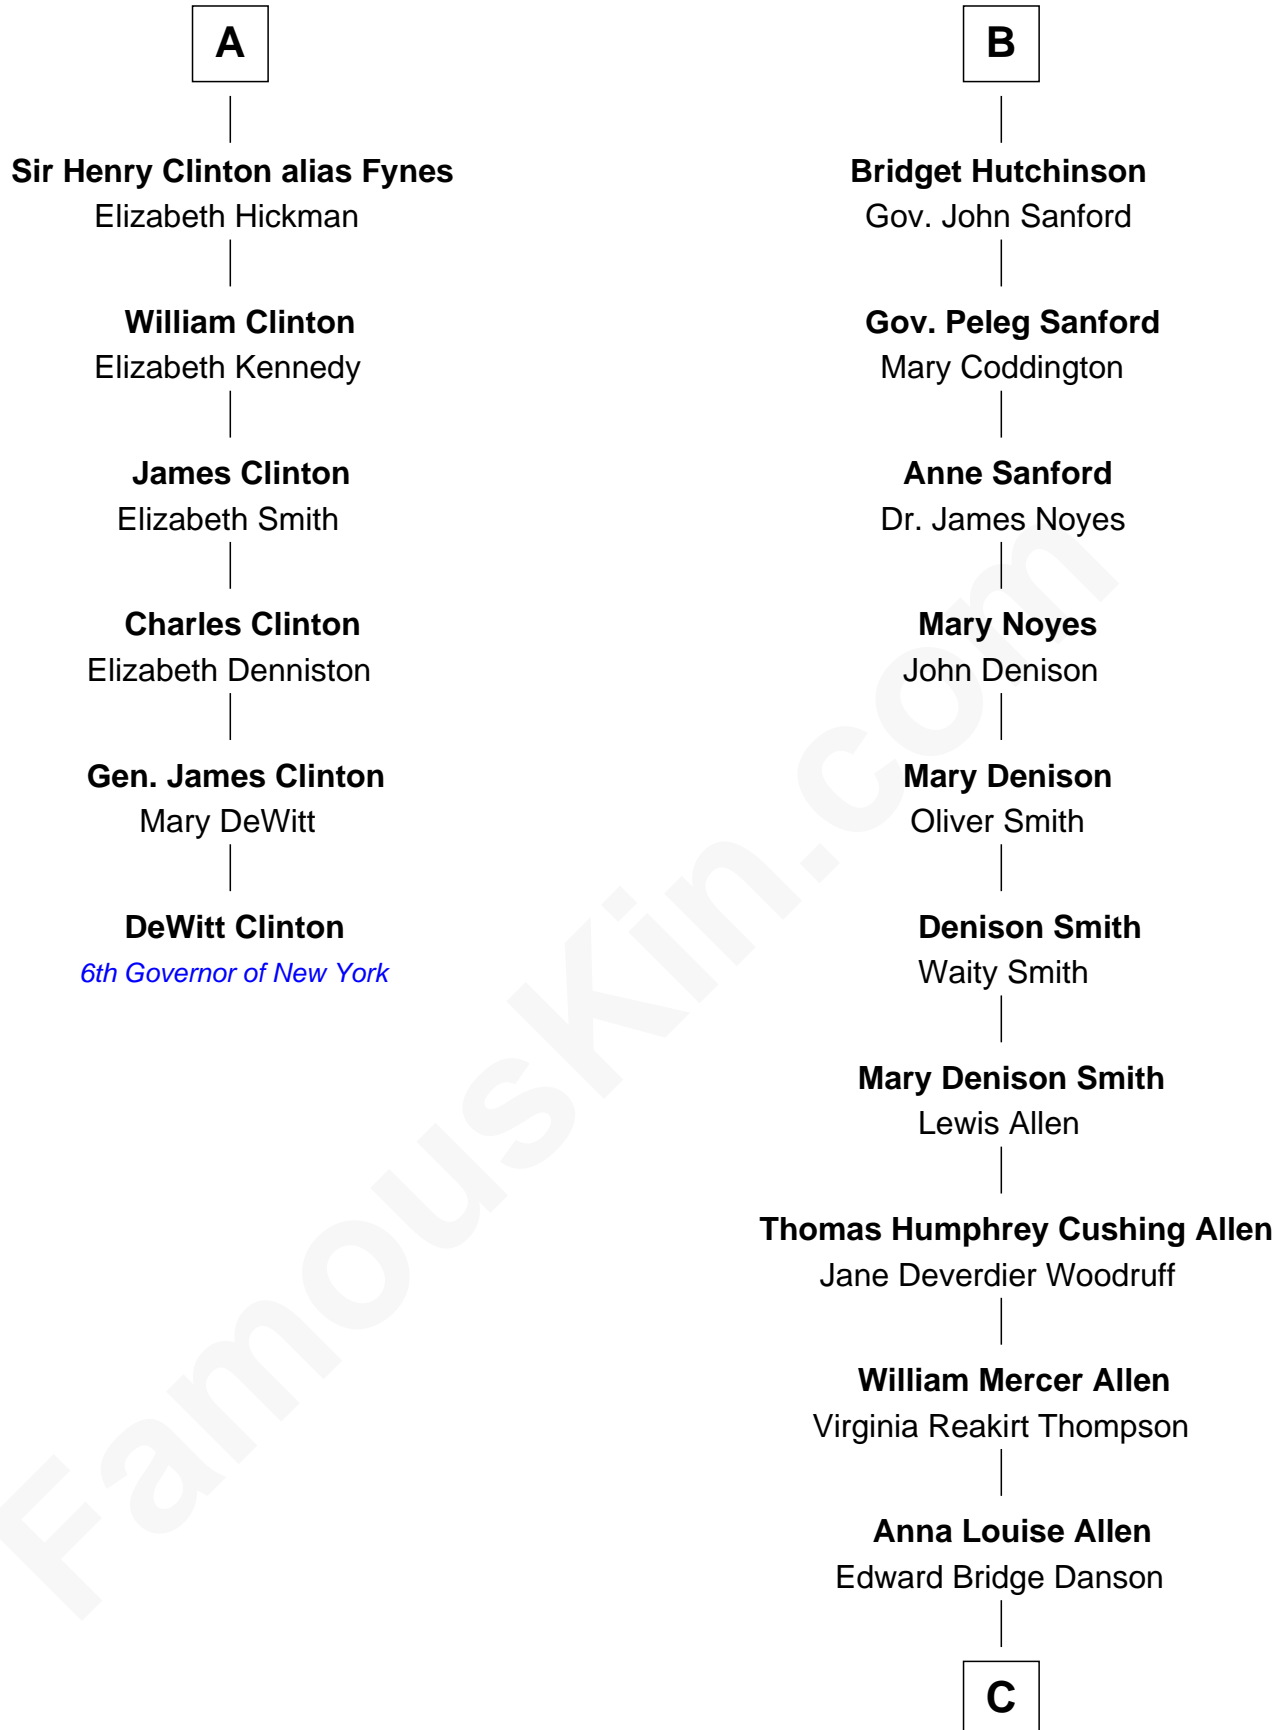 A
Sir Henry Clinton alias Fynes
Elizabeth Hickman
William Clinton
Elizabeth Kennedy
James Clinton
Elizabeth Smith
Charles Clinton
Elizabeth Denniston
Gen. James Clinton
Mary DeWitt
DeWitt Clinton
6th Governor of New York
B
Bridget Hutchinson
Gov. John Sanford
Gov. Peleg Sanford
Mary Coddington
Anne Sanford
Dr. James Noyes
Mary Noyes
John Denison
Mary Denison
Oliver Smith
Denison Smith
Waity Smith
Mary Denison Smith
Lewis Allen
Thomas Humphrey Cushing Allen
Jane Deverdier Woodruff
William Mercer Allen
Virginia Reakirt Thompson
Anna Louise Allen
Edward Bridge Danson
C
FamousKin.com